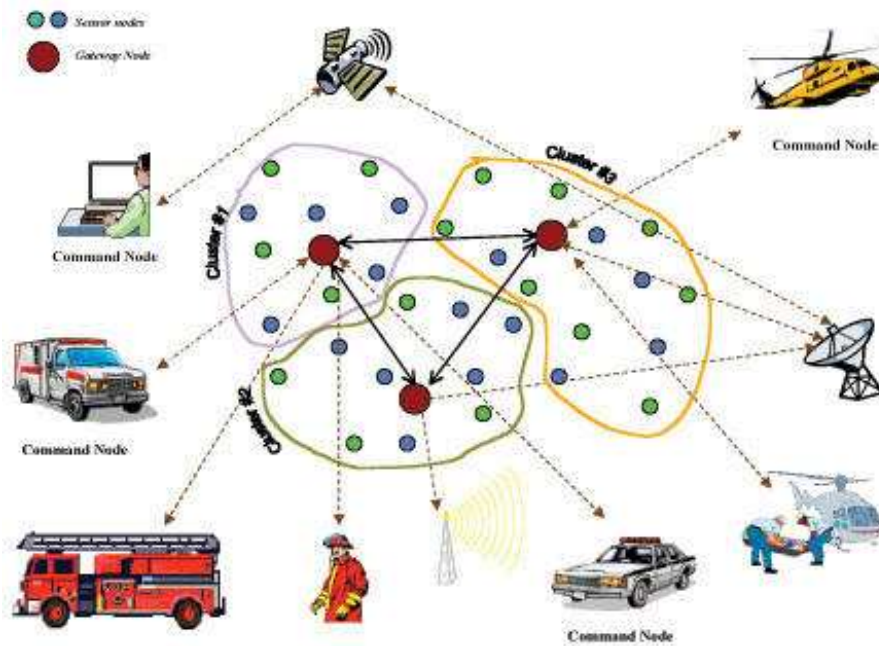 Sensor nodes
Gateway Node
Command Node
Cluster #3
Cluster #1
Command Node
Cluster #2
Command Node
Command Node